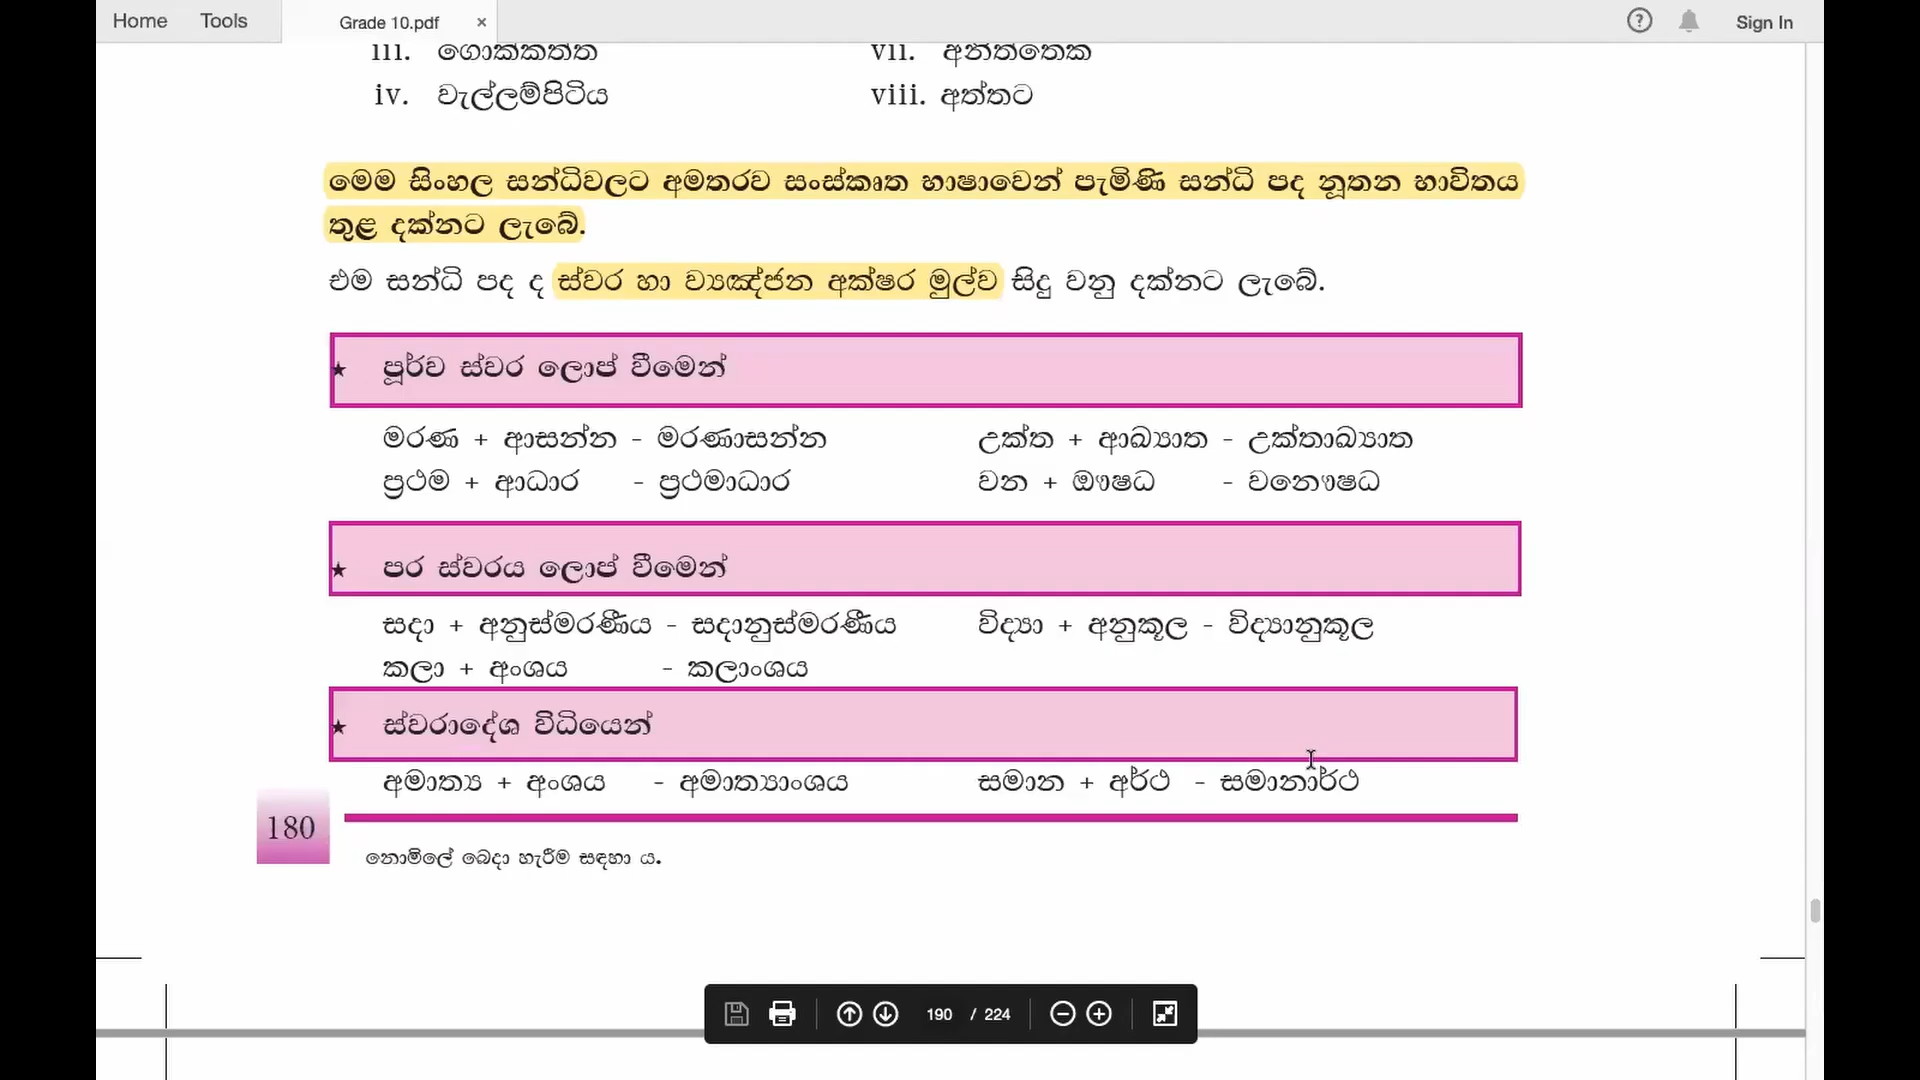 Home Tools Grade 10.pdf × Sign In
iii. ගොක්කත්ත vii.
iv. වැල්ලම්පිටිය viii. අත්තට
මෙම සිංහල සන්ධිවලට අමතරව සංස්කෘත භාෂාවෙන් පැමිණි සන්ධි පද නූතන භාවිතය
තුළ දක්නට ලැබේ.
එම සන්ධි පද ද ස්වර හා ව්‍යඤ්ජන අක්ෂර මුල්ව සිදු වනු දක්නට ලැබේ.
★ පූර්ව ස්වර ලොප් වීමෙන්
මරණ + ආසන්න - මරණාසන්න උක්ත + ආඛ්‍යාත - උක්තාඛ්‍යාත
ප්‍රථම + ආධාර - ප්‍රථමාධාර වන + ඖෂධ - වනෞෂධ
★ පර ස්වරය ලොප් වීමෙන්
සදා + අනුස්මරණීය - සදානුස්මරණීය විද්‍යා + අනුකූල - විද්‍යානුකූල
කලා + අංශය - කලාංශය
★ ස්වරාදේශ විධියෙන්
අමාත්‍ය + අංශය - අමාත්‍යාංශය සමාන + අර්ථ - සමානාර්ථ
180
නොමිලේ බෙදා හැරීම සඳහා ය.
190 / 224